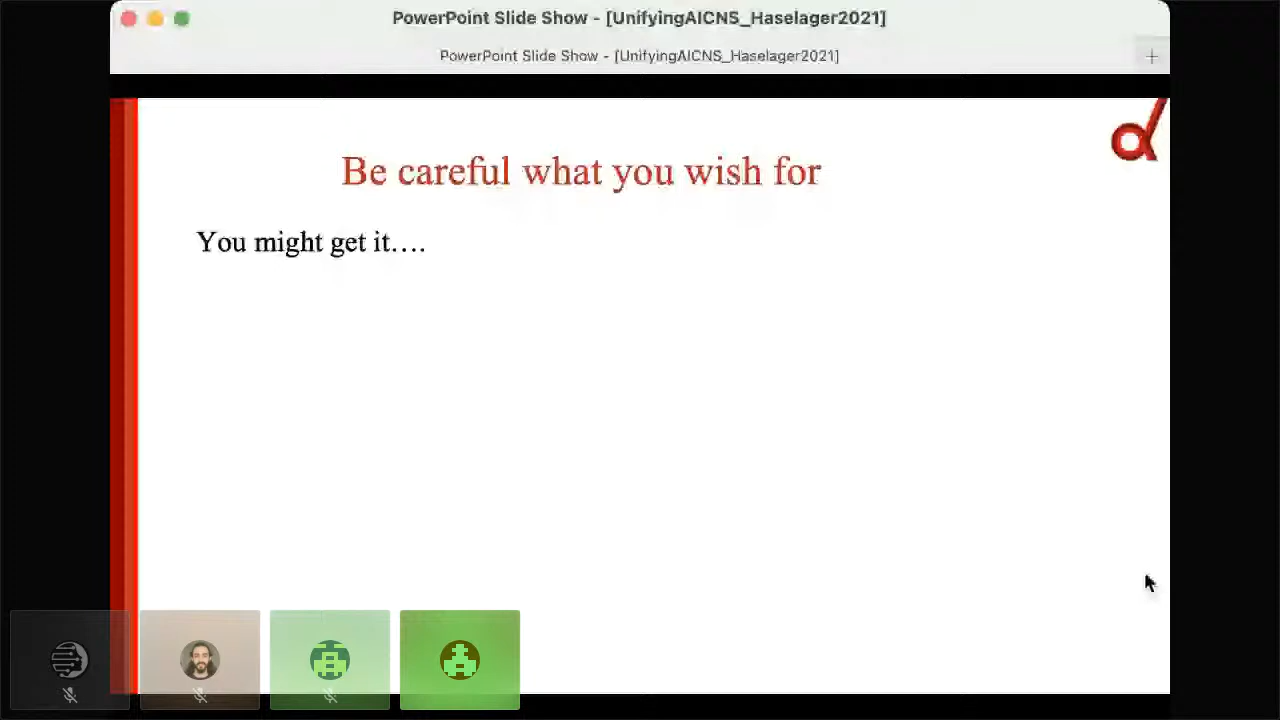 PowerPoint Slide Show - [UnifyingAICNS_Haselager2021]
PowerPoint Slide Show - [UnifyingAICNS_Haselager2021]
Be careful what you wish for
You might get it….